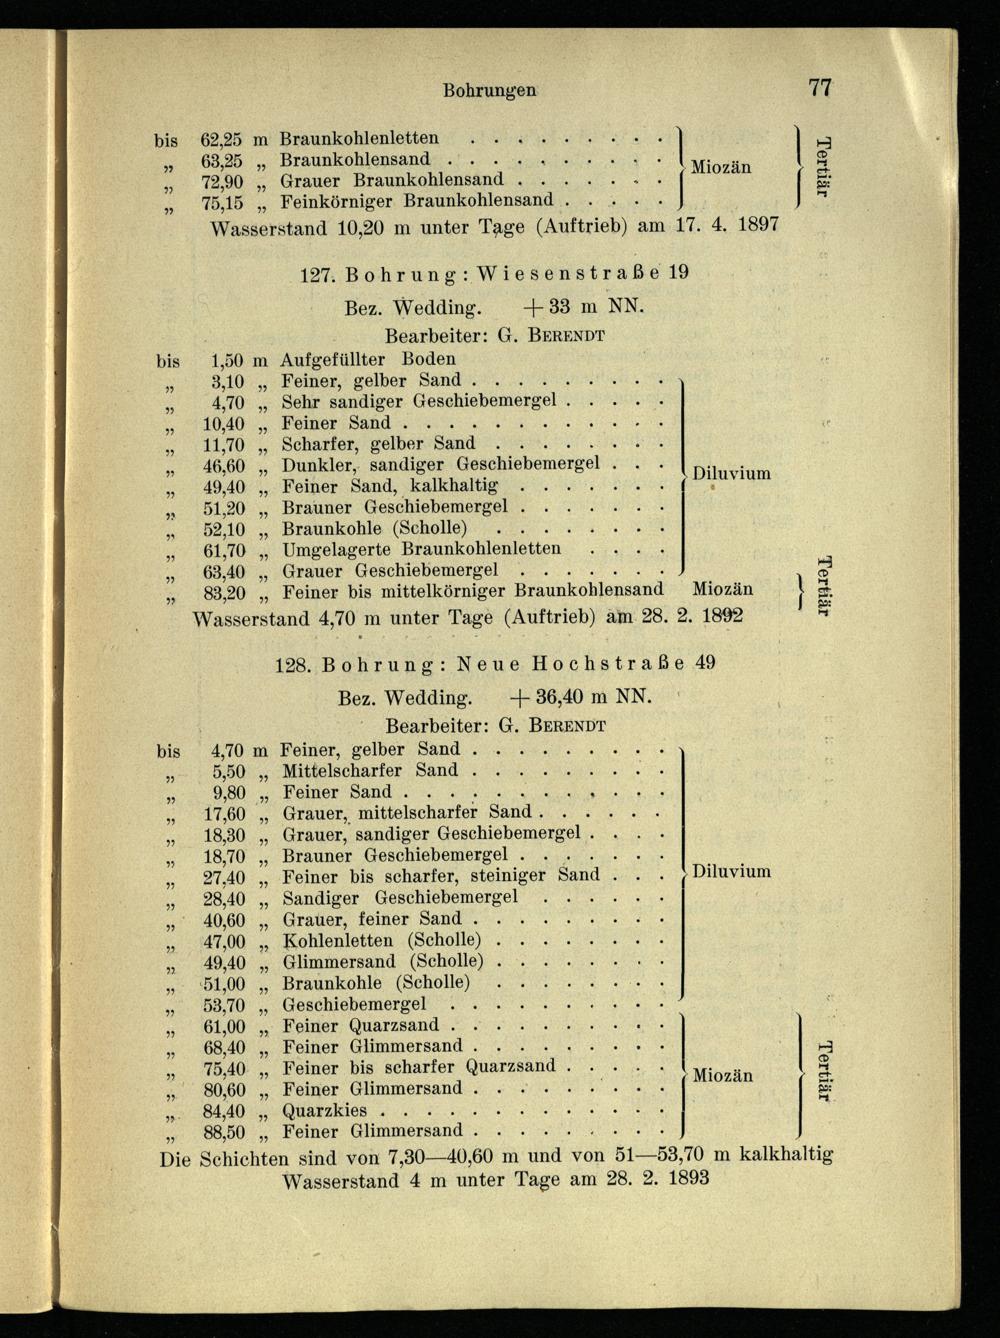 Bohrungen 77
bis 62,25 m Braunkohlenletten . . . . . . . . .
„ 63,25 „ Braunkohlensand . . . . . . . . . .
„ 72,90 „ Grauer Braunkohlensand . . . . . . .
„ 75,15 „ Feinkörniger Braunkohlensand . . . . .
Miozän
Tertiär
Wasserstand 10,20 m unter Tage (Auftrieb) am 17. 4. 1897
127. Bohrung: Wiesenstraße 19
Bez. Wedding. +33 m NN.
Bearbeiter: G. BERENDT
bis 1,50 m Aufgefüllter Boden
„ 3,10 „ Feiner, gelber Sand . . . . . . . . .
„ 4,70 „ Sehr sandiger Geschiebemergel . . . . .
„ 10,40 „ Feiner Sand . . . . . . . . . . . .
„ 11,70 „ Scharfer, gelber Sand . . . . . . . .
„ 46,60 „ Dunkler, sandiger Geschiebemergel . . .
„ 49,40 „ Feiner Sand, kalkhaltig . . . . . . .
„ 51,20 „ Brauner Geschiebemergel . . . . . . .
„ 52,10 „ Braunkohle (Scholle) . . . . . . . .
„ 61,70 „ Umgelagerte Braunkohlenletten . . . .
„ 63,40 „ Grauer Geschiebemergel . . . . . . .
Diluvium
„ 83,20 „ Feiner bis mittelkörniger Braunkohlensand Miozän
Tertiär
Wasserstand 4,70 m unter Tage (Auftrieb) am 28. 2. 1892
128. Bohrung: Neue Hochstraße 49
Bez. Wedding. +36,40 m NN.
Bearbeiter: G. BERENDT
bis 4,70 m Feiner, gelber Sand . . . . . . . . .
„ 5,50 „ Mittelscharfer Sand . . . . . . . . .
„ 9,80 „ Feiner Sand . . . . . . . . . . . .
„ 17,60 „ Grauer, mittelscharfer Sand . . . . . .
„ 18,30 „ Grauer, sandiger Geschiebemergel . . . .
„ 18,70 „ Brauner Geschiebemergel . . . . . . .
„ 27,40 „ Feiner bis scharfer, steiniger Sand . . .
„ 28,40 „ Sandiger Geschiebemergel . . . . . .
„ 40,60 „ Grauer, feiner Sand . . . . . . . . .
„ 47,00 „ Kohlenletten (Scholle) . . . . . . . .
„ 49,40 „ Glimmersand (Scholle) . . . . . . . .
„ 51,00 „ Braunkohle (Scholle) . . . . . . . .
„ 53,70 „ Geschiebemergel . . . . . . . . . .
Diluvium
„ 61,00 „ Feiner Quarzsand . . . . . . . . . .
„ 68,40 „ Feiner Glimmersand . . . . . . . . .
„ 75,40 „ Feiner bis scharfer Quarzsand . . . . .
„ 80,60 „ Feiner Glimmersand . . . . . . . . .
„ 84,40 „ Quarzkies . . . . . . . . . . . . .
„ 88,50 „ Feiner Glimmersand . . . . . . . . .
Miozän
Tertiär
Die Schichten sind von 7,30—40,60 m und von 51—53,70 m kalkhaltig
Wasserstand 4 m unter Tage am 28. 2. 1893